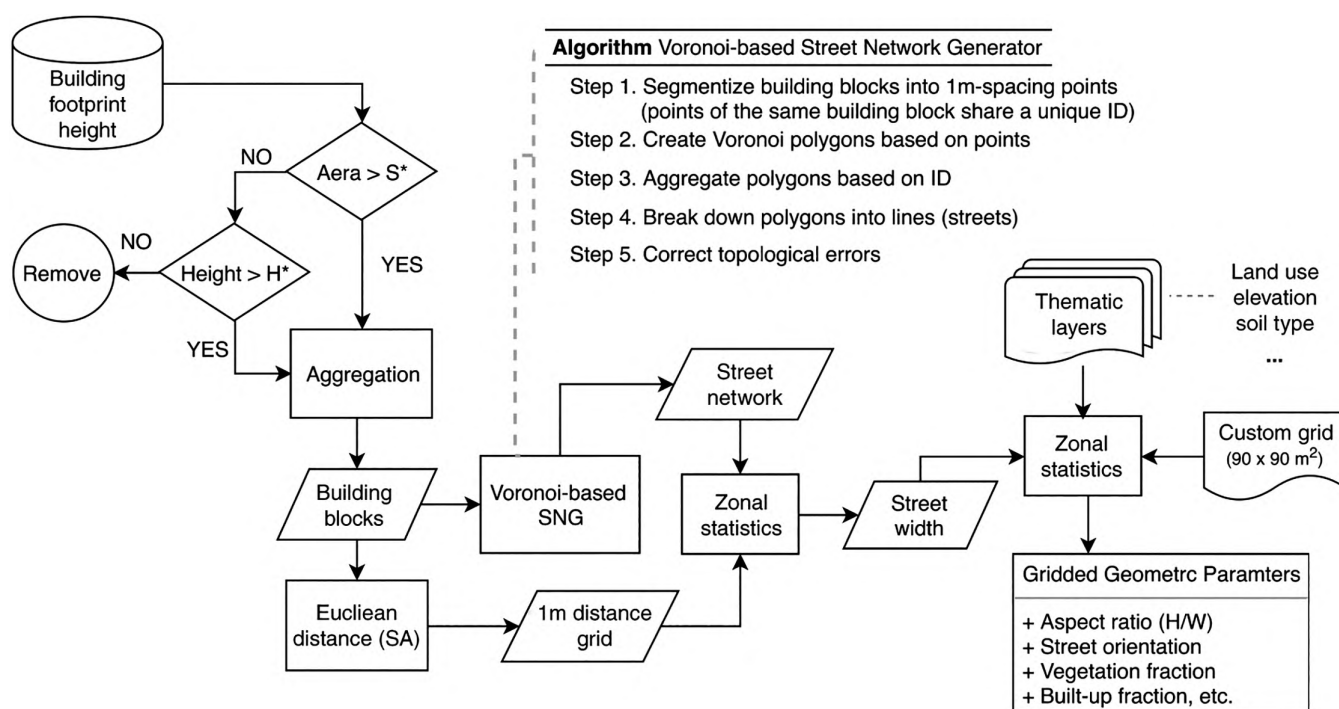 Building
footprint
height
Algorithm Voronoi-based Street Network Generator
Step 1. Segmentize building blocks into 1m-spacing points
(points of the same building block share a unique ID)
Step 2. Create Voronoi polygons based on points
Step 3. Aggregate polygons based on ID
Step 4. Break down polygons into lines (streets)
Step 5. Correct topological errors
NO
Aera > S*
NO
YES
Remove
Height > H*
YES
Aggregation
Thematic
layers
Land use
elevation
soil type
...
Street
network
Building
blocks
Voronoi-based
SNG
Zonal
statistics
Street
width
Zonal
statistics
Custom grid
(90 x 90 m²)
Eucliean
distance (SA)
1m distance
grid
Gridded Geometrc Paramters
+ Aspect ratio (H/W)
+ Street orientation
+ Vegetation fraction
+ Built-up fraction, etc.